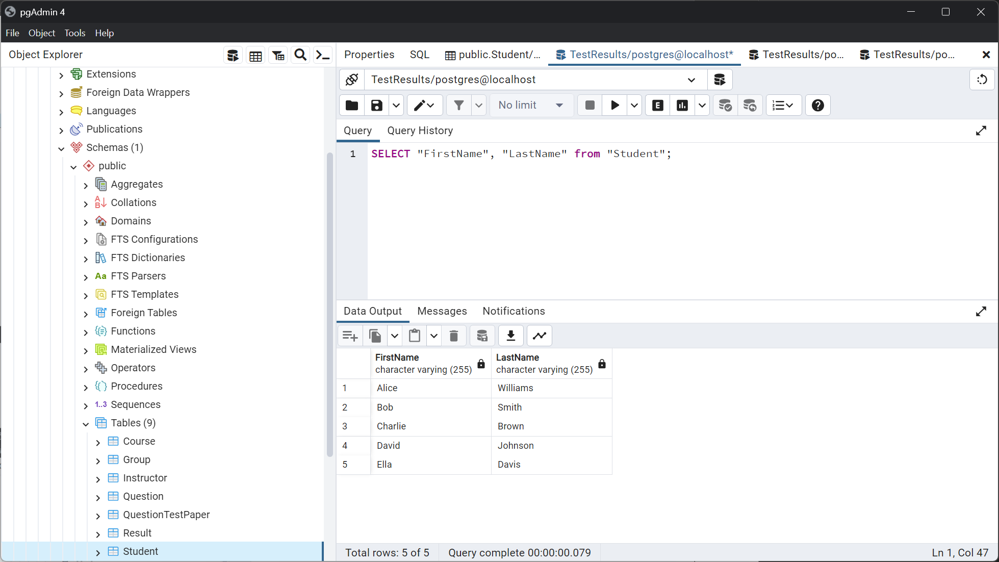 pgAdmin 4
File Object Tools Help
Object Explorer
Properties SQL public.Student/... TestResults/postgres@localhost* TestResults/po... TestResults/po...
Extensions
Foreign Data Wrappers
Languages
Publications
Schemas (1)
public
Aggregates
Collations
Domains
FTS Configurations
FTS Dictionaries
Aa FTS Parsers
FTS Templates
Foreign Tables
Functions
Materialized Views
Operators
Procedures
1..3 Sequences
Tables (9)
Course
Group
Instructor
Question
QuestionTestPaper
Result
Student
TestResults/postgres@localhost
No limit E
Query Query History
1 SELECT "FirstName", "LastName" from "Student";
Data Output Messages Notifications
FirstName LastName
character varying (255) character varying (255)
1 Alice Williams
2 Bob Smith
3 Charlie Brown
4 David Johnson
5 Ella Davis
Total rows: 5 of 5 Query complete 00:00:00.079 Ln 1, Col 47